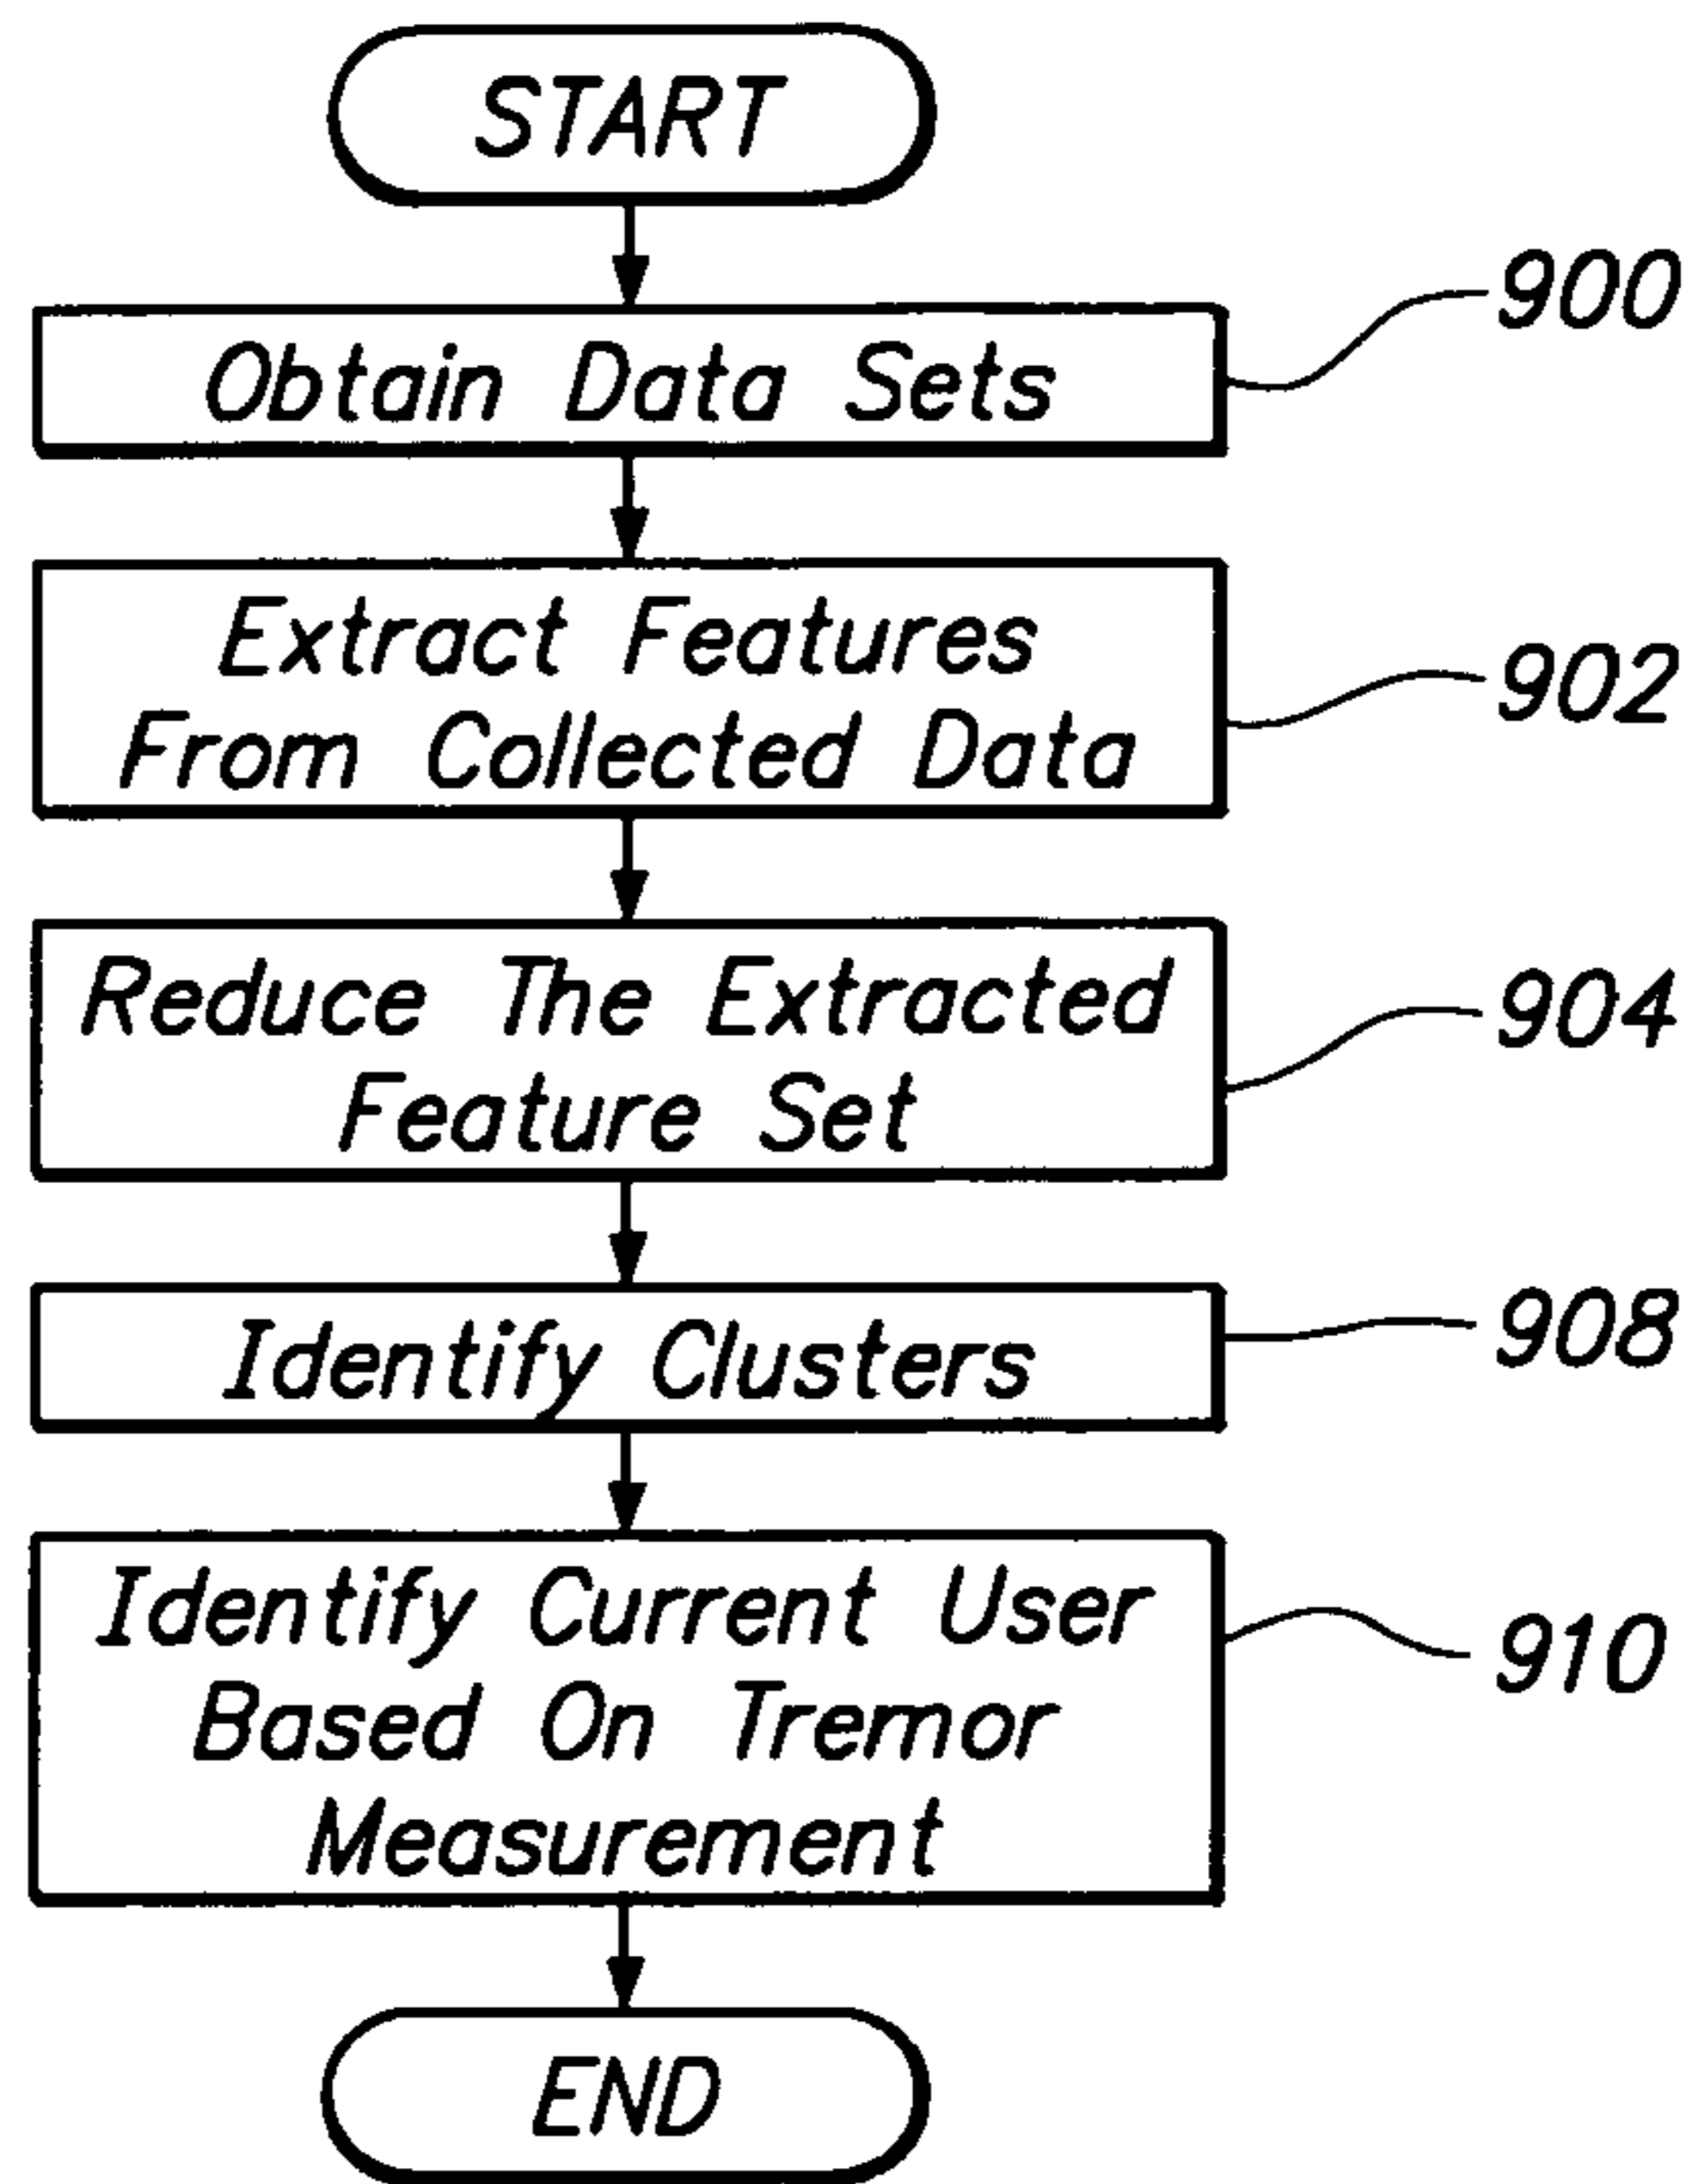 START
Obtain Data Sets
900
Extract Features
From Collected Data
902
Reduce The Extracted
Feature Set
904
Identify Clusters
908
Identify Current User
Based On Tremor
Measurement
910
END